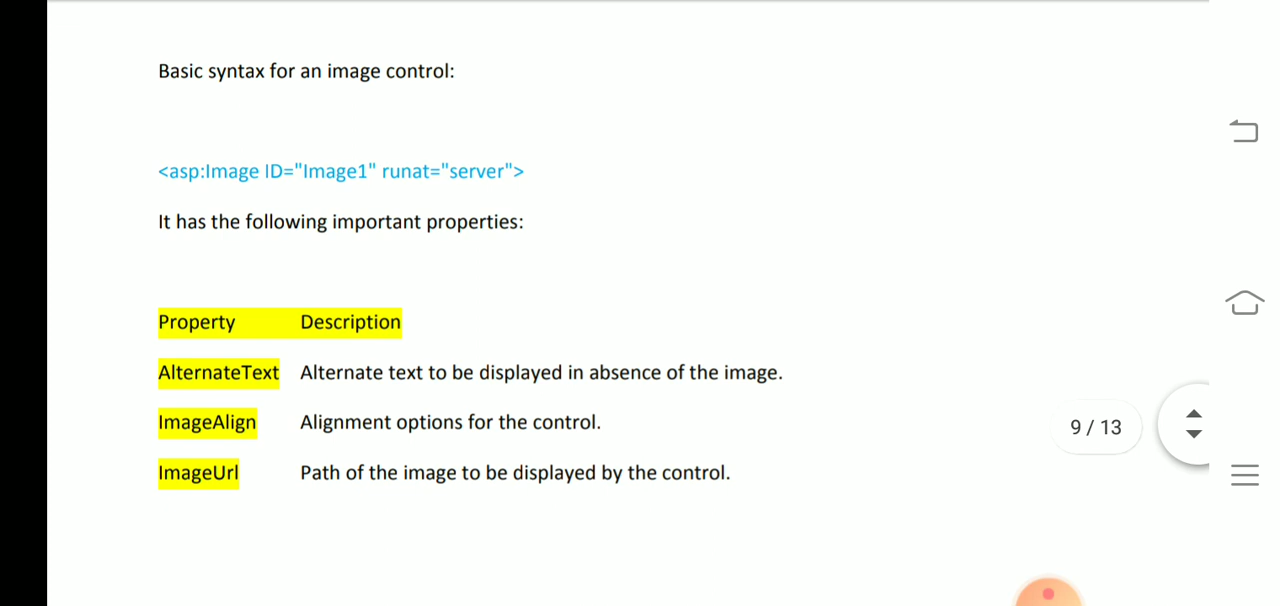 Basic syntax for an image control:
<asp:Image ID="Image1" runat="server">
It has the following important properties:
Property Description
AlternateText Alternate text to be displayed in absence of the image.
ImageAlign Alignment options for the control.
9 / 13
ImageUrl Path of the image to be displayed by the control.